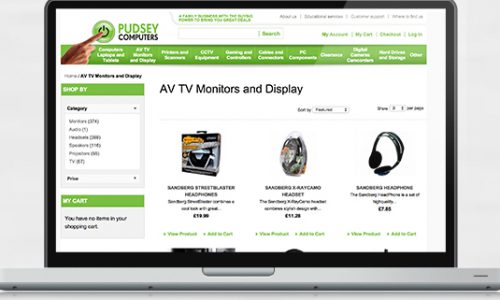 PUDSEY
COMPUTERS
A FAMILY BUSINESS WITH THE BUYING
POWER TO BRING YOU GREAT DEALS
About us | Educational services | Customer support | Where to find us
Search
My Account | My Cart | Checkout | Log In
Computers
Laptops and
Tablets
AV TV
Monitors
and Display
Printers and
Scanners
CCTV
Equipment
Gaming and
Controllers
Cables and
Connectors
PC
Components
Clearance
Digital
Cameras
Camcorders
Hard Drives
and Storage
Other
Home / AV TV Monitors and Display
SHOP BY
Category
Monitors (374)
Audio (1)
Headsets (388)
Speakers (116)
Projectors (55)
TV (67)
Price
MY CART
You have no items in your
shopping cart.
AV TV Monitors and Display
Sort by Featured
Show 9 per page
SANDBERG STREETBLASTER
HEADPHONES
Sandberg StreetBlaster combines a
cool look with great...
£19.99
View Product
Add to Cart
SANDBERG X-RAYCAMO
HEADSET
The Sandberg X-RayCamo headset
combines stylish design with...
£11.28
View Product
Add to Cart
SANDBERG HEADPHONE
The Sandberg HeadPhone is a set of
high quality...
£7.85
View Product
Add to Cart